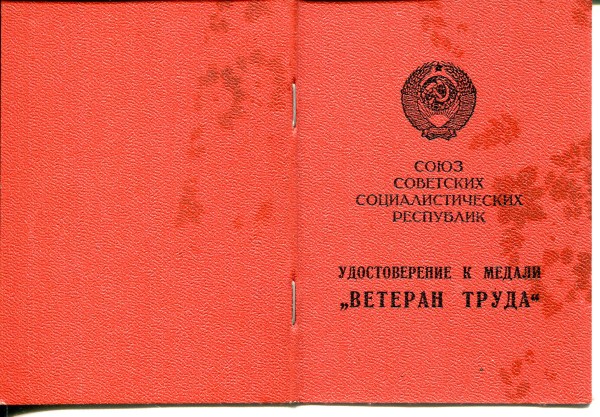 СОЮЗ
СОВЕТСКИХ
СОЦИАЛИСТИЧЕСКИХ
РЕСПУБЛИК
УДОСТОВЕРЕНИЕ К МЕДАЛИ
„ВЕТЕРАН ТРУДА“